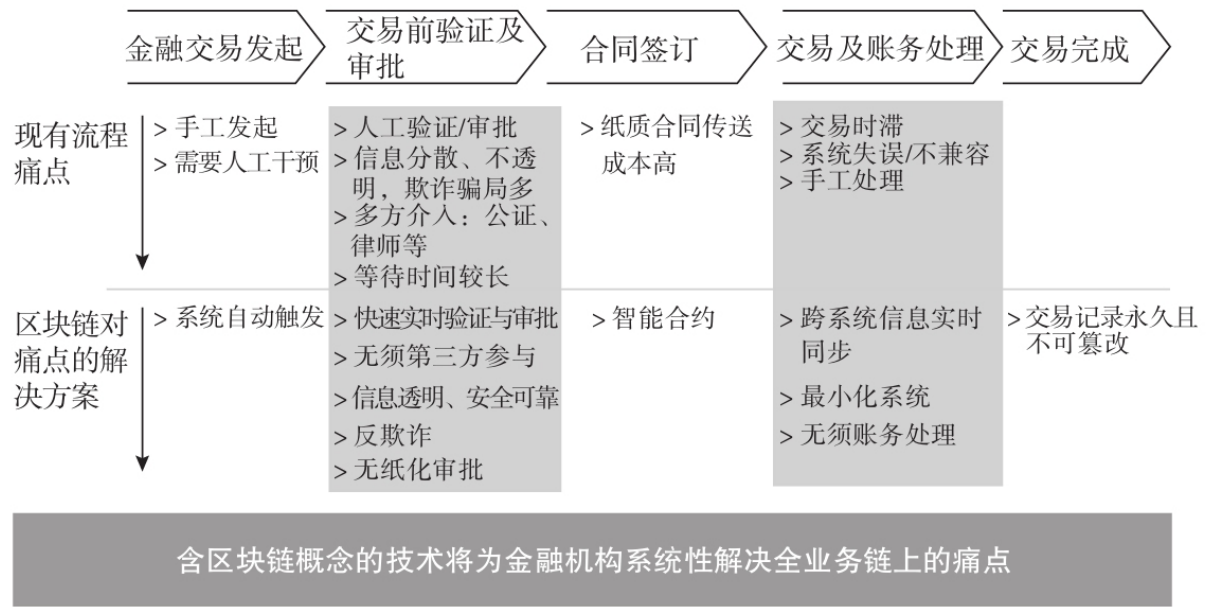 金融交易发起
交易前验证及
审批
合同签订
交易及账务处理
交易完成
现有流程
痛点
> 手工发起
> 需要人工干预
> 人工验证/审批
> 信息分散、不透
明，欺诈骗局多
> 多方介入：公证、
律师等
> 等待时间较长
> 纸质合同传送
成本高
> 交易时滞
> 系统失误/不兼容
> 手工处理
区块链对
痛点的解
决方案
> 系统自动触发
> 快速实时验证与审批
> 无须第三方参与
> 信息透明、安全可靠
> 反欺诈
> 无纸化审批
> 智能合约
> 跨系统信息实时
同步
> 最小化系统
> 无须账务处理
> 交易记录永久且
不可篡改
含区块链概念的技术将为金融机构系统性解决全业务链上的痛点